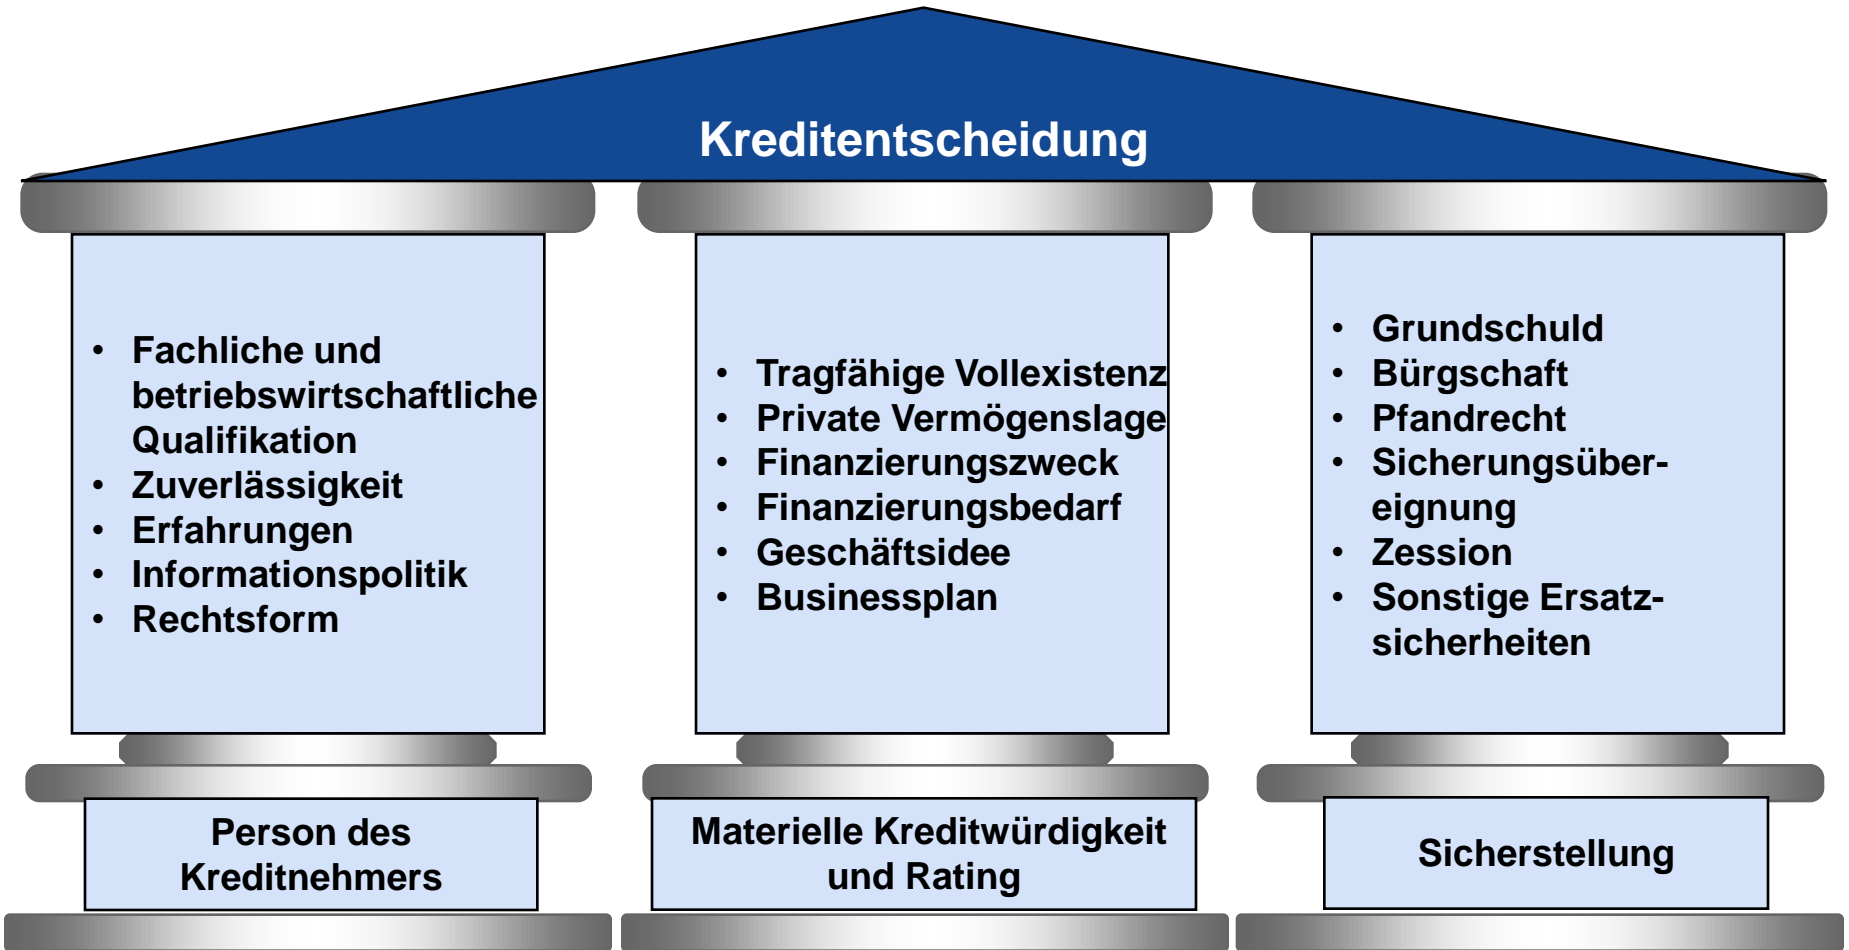 Kreditentscheidung
• Fachliche und
betriebswirtschaftliche
Qualifikation
• Zuverlässigkeit
• Erfahrungen
• Informationspolitik
• Rechtsform
Person des
Kreditnehmers
• Tragfähige Vollexistenz
• Private Vermögenslage
• Finanzierungszweck
• Finanzierungsbedarf
• Geschäftsidee
• Businessplan
Materielle Kreditwürdigkeit
und Rating
• Grundschuld
• Bürgschaft
• Pfandrecht
• Sicherungsüber-
eignung
• Zession
• Sonstige Ersatz-
sicherheiten
Sicherstellung